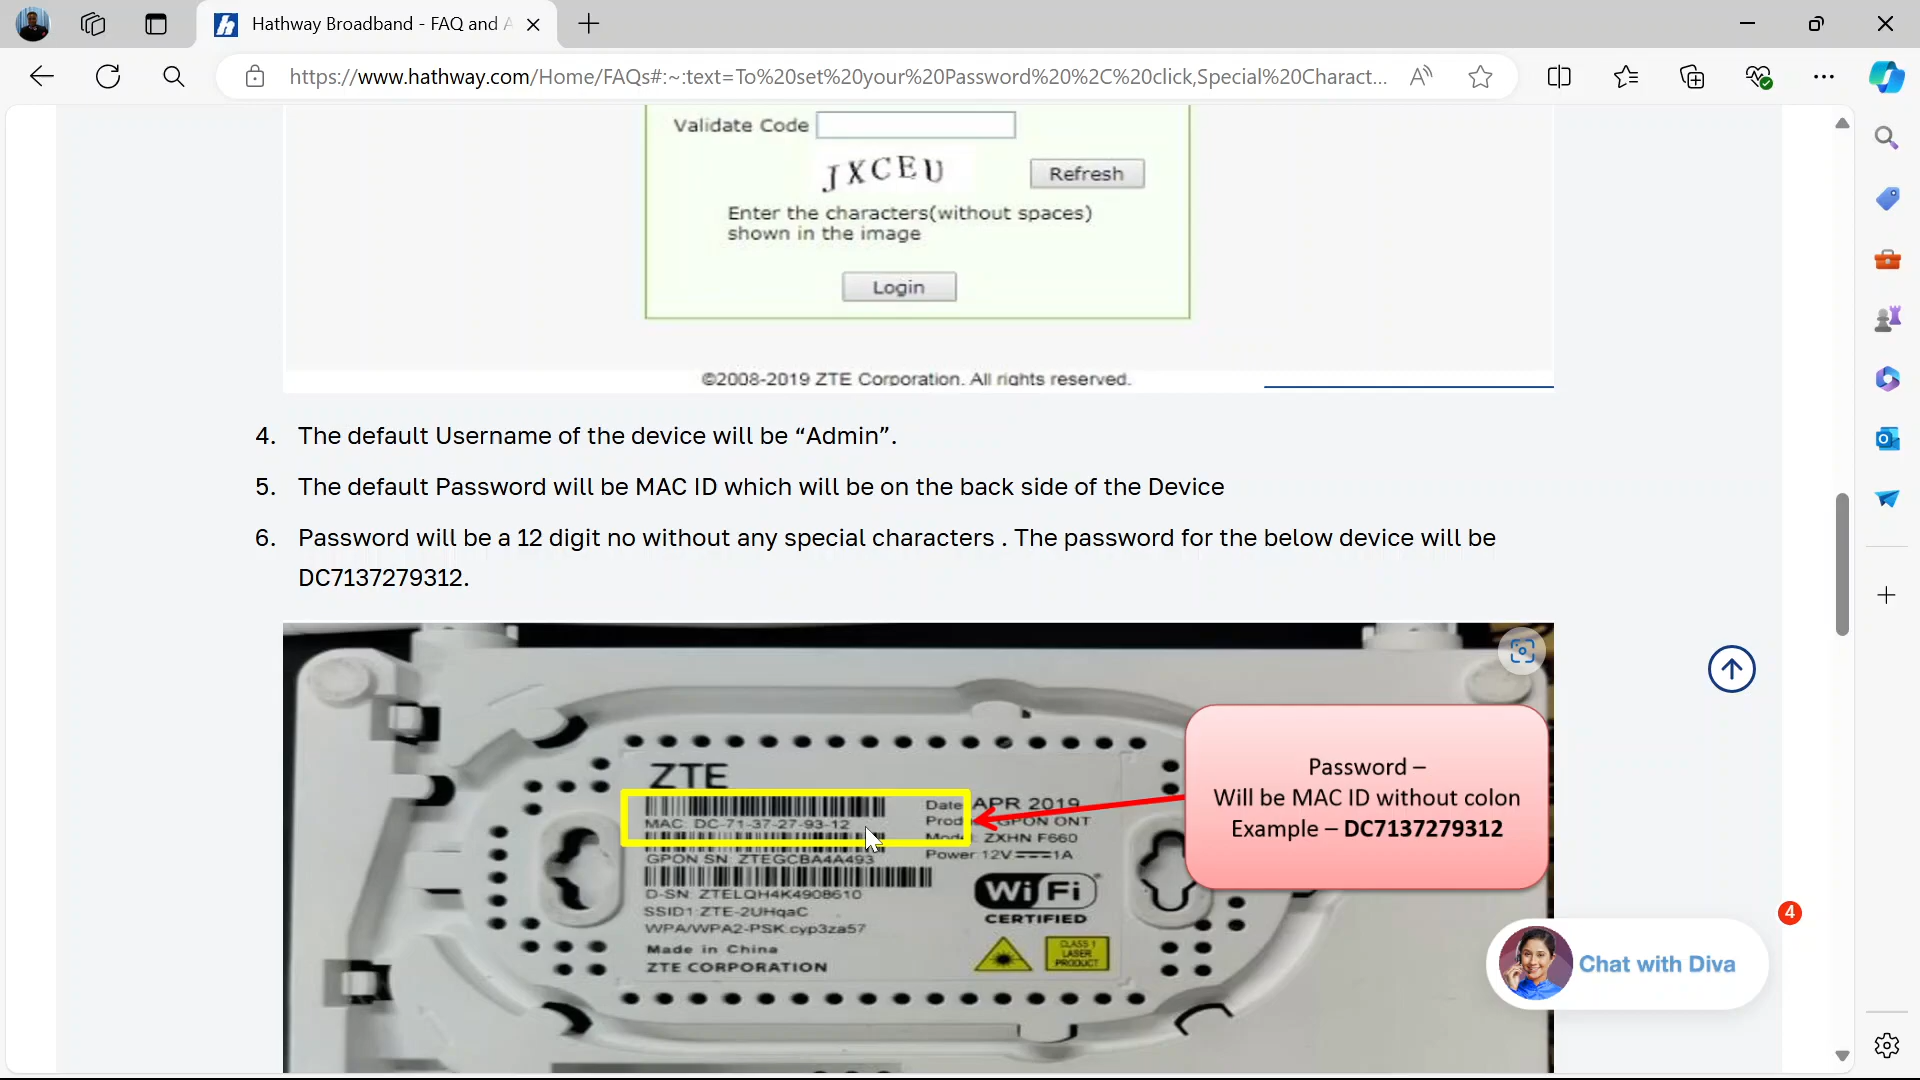 Hathway Broadband - FAQ and A
https://www.hathway.com/Home/FAQs#:~:text=To%20set%20your%20Password%20%2C%20click,Special%20Charact...
Validate Code
JXCEU
Refresh
Enter the characters(without spaces)
shown in the image
Login
©2008-2019 ZTE Corporation. All rights reserved.
4. The default Username of the device will be “Admin”.
5. The default Password will be MAC ID which will be on the back side of the Device
6. Password will be a 12 digit no without any special characters . The password for the below device will be
DC7137279312.
ZTE
MAC: DC-71-37-27-93-12
GPON SN: ZTEGCBA4A493
D-SN: ZTELQH4K4908610
SSID1:ZTE-2UHqaC
WPA/WPA2-PSK:cyp3za57
Made in China
ZTE CORPORATION
Date: APR 2019
GPON ONT
ZXHN F660
Power:12V 1A
Wi Fi
CERTIFIED
CLASS 1
LASER
PRODUCT
Password –
Will be MAC ID without colon
Example – DC7137279312
4
Chat with Diva